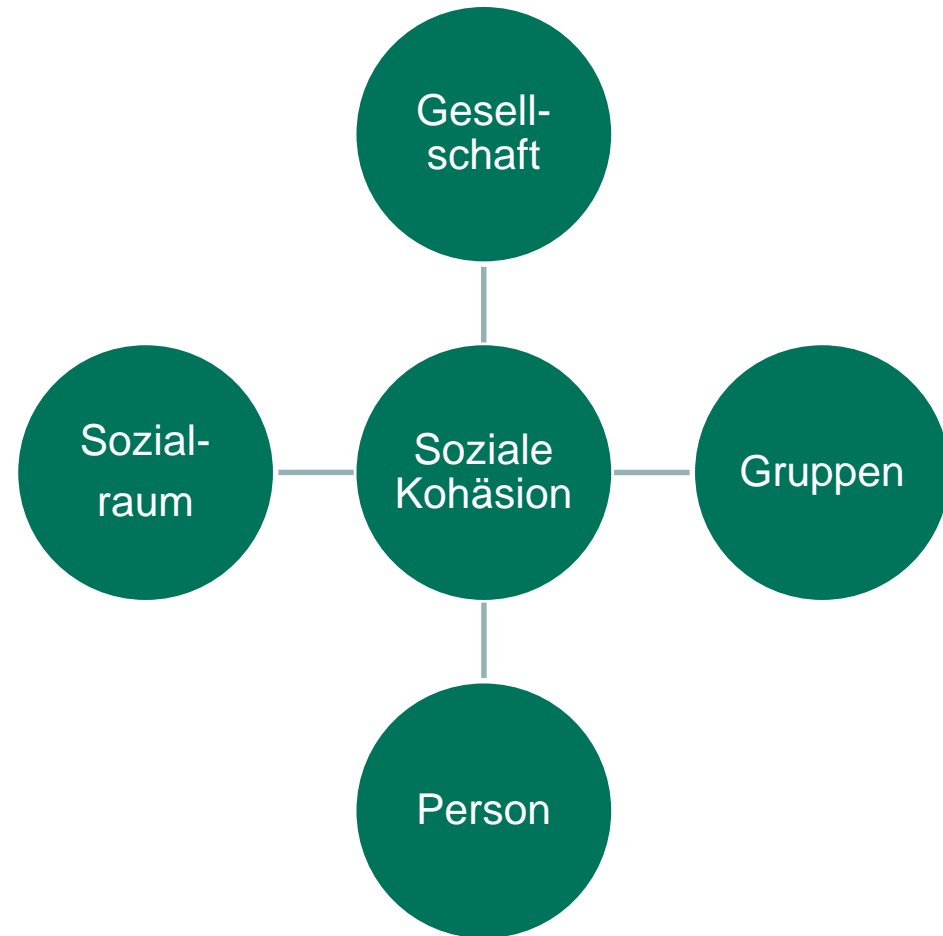 Gesell-
schaft
Sozial-
raum
Soziale
Kohäsion
Gruppen
Person